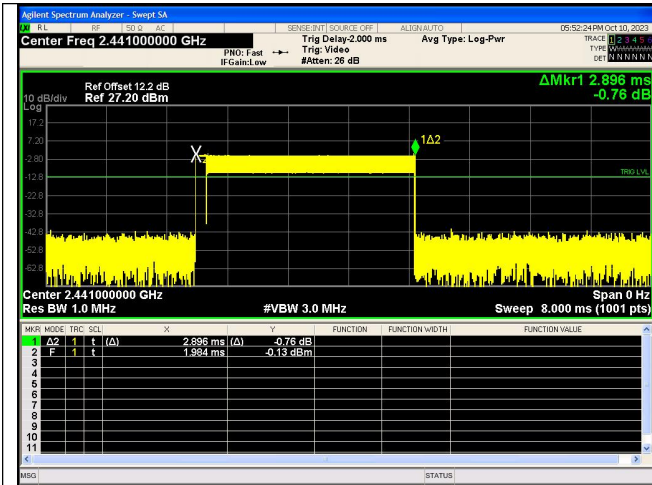 Agilent Spectrum Analyzer - Swept SA
RL RF 50 Ω AC SENSE:INT SOURCE OFF ALIGN AUTO 05:52:24 PM Oct 10, 2023
Center Freq 2.441000000 GHz
PNO: Fast
IFGain:Low
Trig Delay-2.000 ms
Trig: Video
#Atten: 26 dB
Avg Type: Log-Pwr
TRACE 1 2 3 4 5
TYPE
DET N N N N N
ΔMkr1 2.896 ms
-0.76 dB
Ref Offset 12.2 dB
10 dB/div Ref 27.20 dBm
Log
17.2
7.20
-2.80
-12.8
-22.8
-32.8
-42.8
-52.8
-62.8
1Δ2
TRIG LVL
Center 2.441000000 GHz Span 0 Hz
Res BW 1.0 MHz #VBW 3.0 MHz Sweep 8.000 ms (1001 pts)
MKR MODE TRC SCL X Y FUNCTION FUNCTION WIDTH FUNCTION VALUE
1 Δ2 1 t (Δ) 2.896 ms (Δ) -0.76 dB
2 F 1 t 1.984 ms -0.13 dBm
3
4
5
6
7
8
9
10
11
MSG STATUS